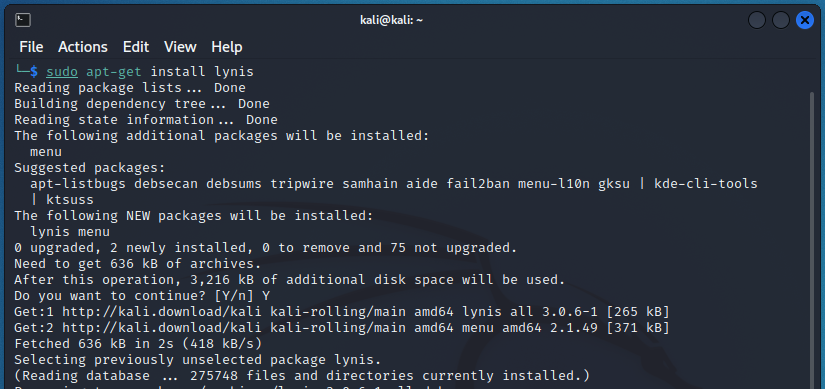 kali@kali: ~
File Actions Edit View Help
└─$ sudo apt-get install lynis
Reading package lists... Done
Building dependency tree... Done
Reading state information... Done
The following additional packages will be installed:
menu
Suggested packages:
apt-listbugs debsecan debsums tripwire samhain aide fail2ban menu-l10n gksu | kde-cli-tools
| ktsuss
The following NEW packages will be installed:
lynis menu
0 upgraded, 2 newly installed, 0 to remove and 75 not upgraded.
Need to get 636 kB of archives.
After this operation, 3,216 kB of additional disk space will be used.
Do you want to continue? [Y/n] Y
Get:1 http://kali.download/kali kali-rolling/main amd64 lynis all 3.0.6-1 [265 kB]
Get:2 http://kali.download/kali kali-rolling/main amd64 menu amd64 2.1.49 [371 kB]
Fetched 636 kB in 2s (418 kB/s)
Selecting previously unselected package lynis.
(Reading database ... 275748 files and directories currently installed.)